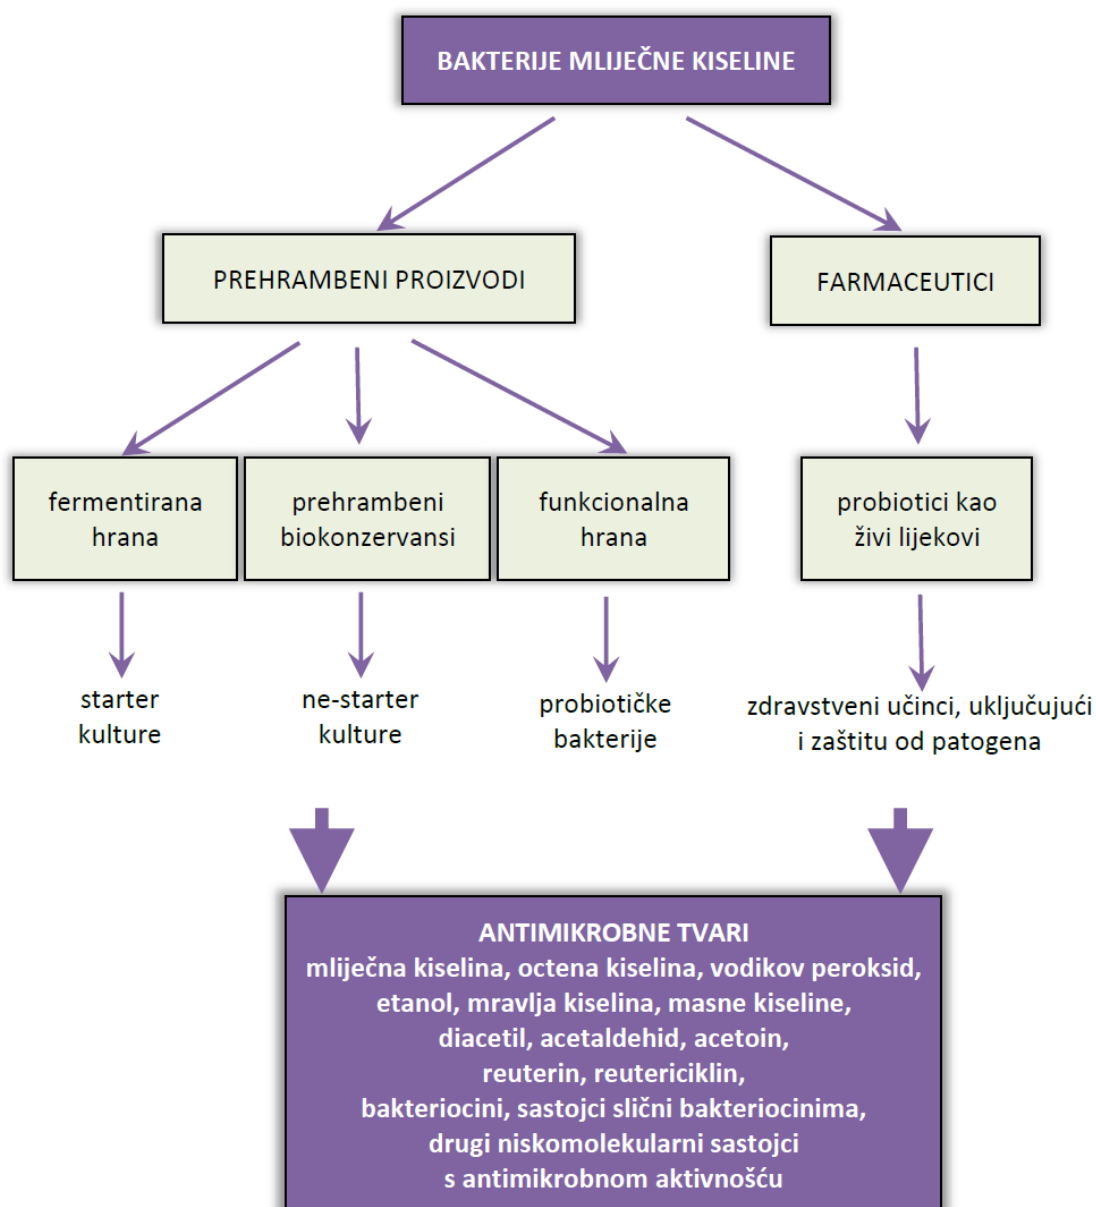 BAKTERIJE MLIJEČNE KISELINE
PREHRAMBENI PROIZVODI
FARMACEUTICI
fermentirana
hrana
prehrambeni
biokonzervansi
funkcionalna
hrana
probiotici kao
živi lijekovi
starter
kulture
ne-starter
kulture
probiotičke
bakterije
zdravstveni učinci, uključujući
i zaštitu od patogena
ANTIMIKROBNE TVARI
mliječna kiselina, octena kiselina, vodikov peroksid,
etanol, mravlja kiselina, masne kiseline,
diacetil, acetaldehid, acetoin,
reuterin, reutericiklin,
bakteriocini, sastojci slični bakteriocinima,
drugi niskomolekularni sastojci
s antimikrobnom aktivnošću